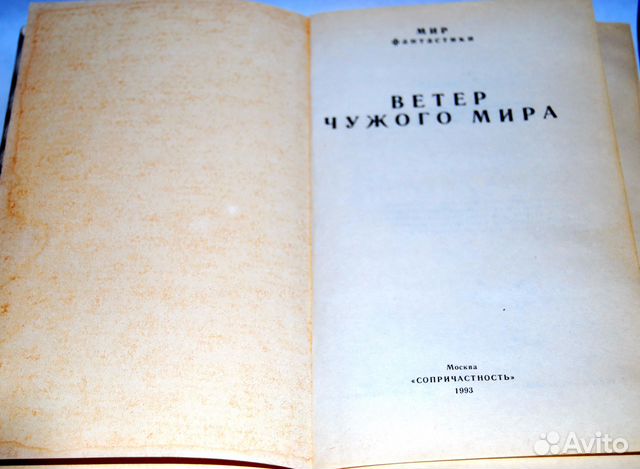 МИР
фантастики
ВЕТЕР
ЧУЖОГО МИРА
Москва
«СОПРИЧАСТНОСТЬ»
1993
Avito